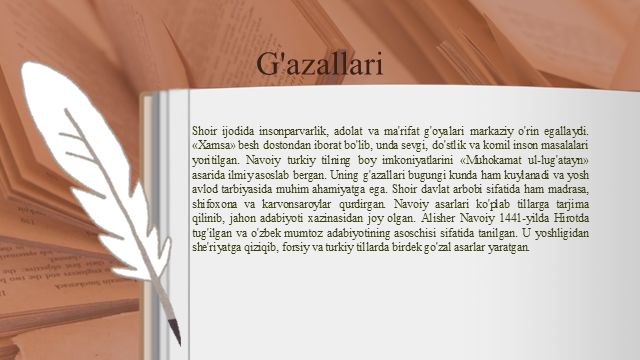 G'azallari
Shoir ijodida insonparvarlik, adolat va ma'rifat g'oyalari markaziy o'rin egallaydi.
«Xamsa» besh dostondan iborat bo'lib, unda sevgi, do'stlik va komil inson masalalari
yoritilgan. Navoiy turkiy tilning boy imkoniyatlarini «Muhokamat ul-lug'atayn»
asarida ilmiy asoslab bergan. Uning g'azallari bugungi kunda ham kuylanadi va yosh
avlod tarbiyasida muhim ahamiyatga ega. Shoir davlat arbobi sifatida ham madrasa,
shifoxona va karvonsaroylar qurdirgan. Navoiy asarlari ko'plab tillarga tarjima
qilinib, jahon adabiyoti xazinasidan joy olgan. Alisher Navoiy 1441-yilda Hirotda
tug'ilgan va o'zbek mumtoz adabiyotining asoschisi sifatida tanilgan. U yoshligidan
she'riyatga qiziqib, forsiy va turkiy tillarda birdek go'zal asarlar yaratgan.